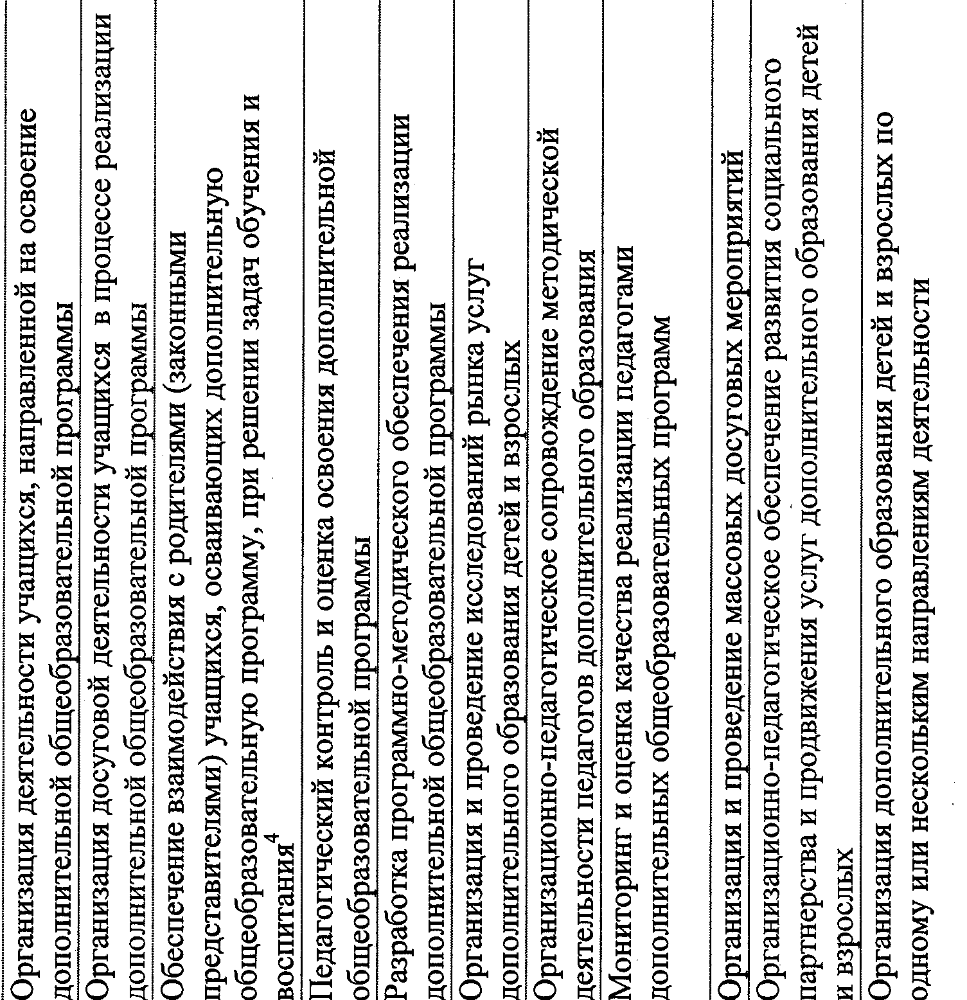 Организация деятельности учащихся, направленной на освоение
дополнительной общеобразовательной программы
Организация досуговой деятельности учащихся в процессе реализации
дополнительной общеобразовательной программы
Обеспечение взаимодействия с родителями (законными
представителями) учащихся, осваивающих дополнительную
общеобразовательную программу, при решении задач обучения и
воспитания⁴
Педагогический контроль и оценка освоения дополнительной
общеобразовательной программы
Разработка программно-методического обеспечения реализации
дополнительной общеобразовательной программы
Организация и проведение исследований рынка услуг
дополнительного образования детей и взрослых
Организационно-педагогическое сопровождение методической
деятельности педагогов дополнительного образования
Мониторинг и оценка качества реализации педагогами
дополнительных общеобразовательных программ
Организация и проведение массовых досуговых мероприятий
Организационно-педагогическое обеспечение развития социального
партнерства и продвижения услуг дополнительного образования детей
и взрослых
Организация дополнительного образования детей и взрослых по
одному или нескольким направлениям деятельности